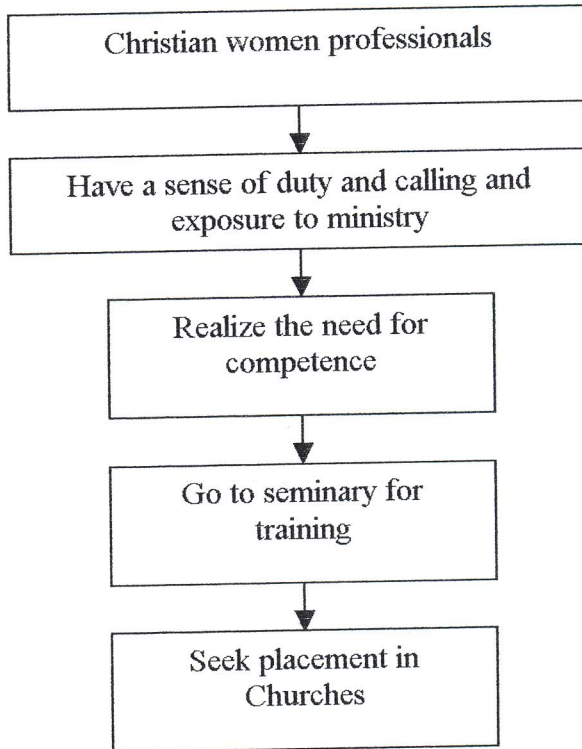 Christian women professionals
Have a sense of duty and calling and
exposure to ministry
Realize the need for
competence
Go to seminary for
training
Seek placement in
Churches